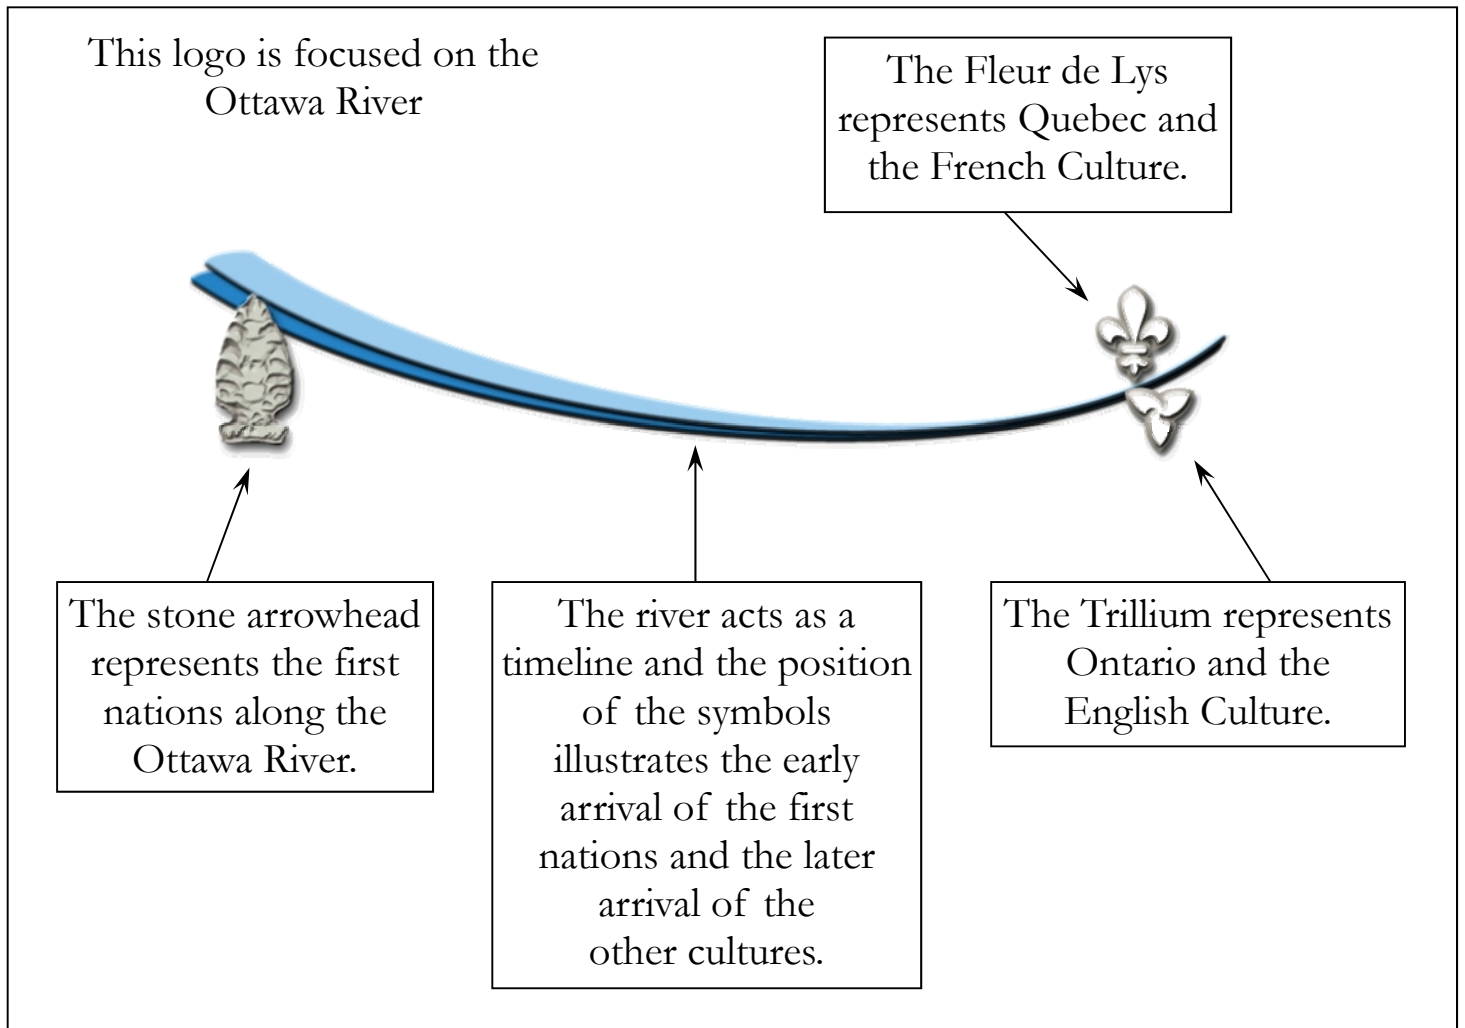 This logo is focused on the
Ottawa River
The Fleur de Lys
represents Quebec and
the French Culture.
The stone arrowhead
represents the first
nations along the
Ottawa River.
The river acts as a
timeline and the position
of the symbols
illustrates the early
arrival of the first
nations and the later
arrival of the
other cultures.
The Trillium represents
Ontario and the
English Culture.